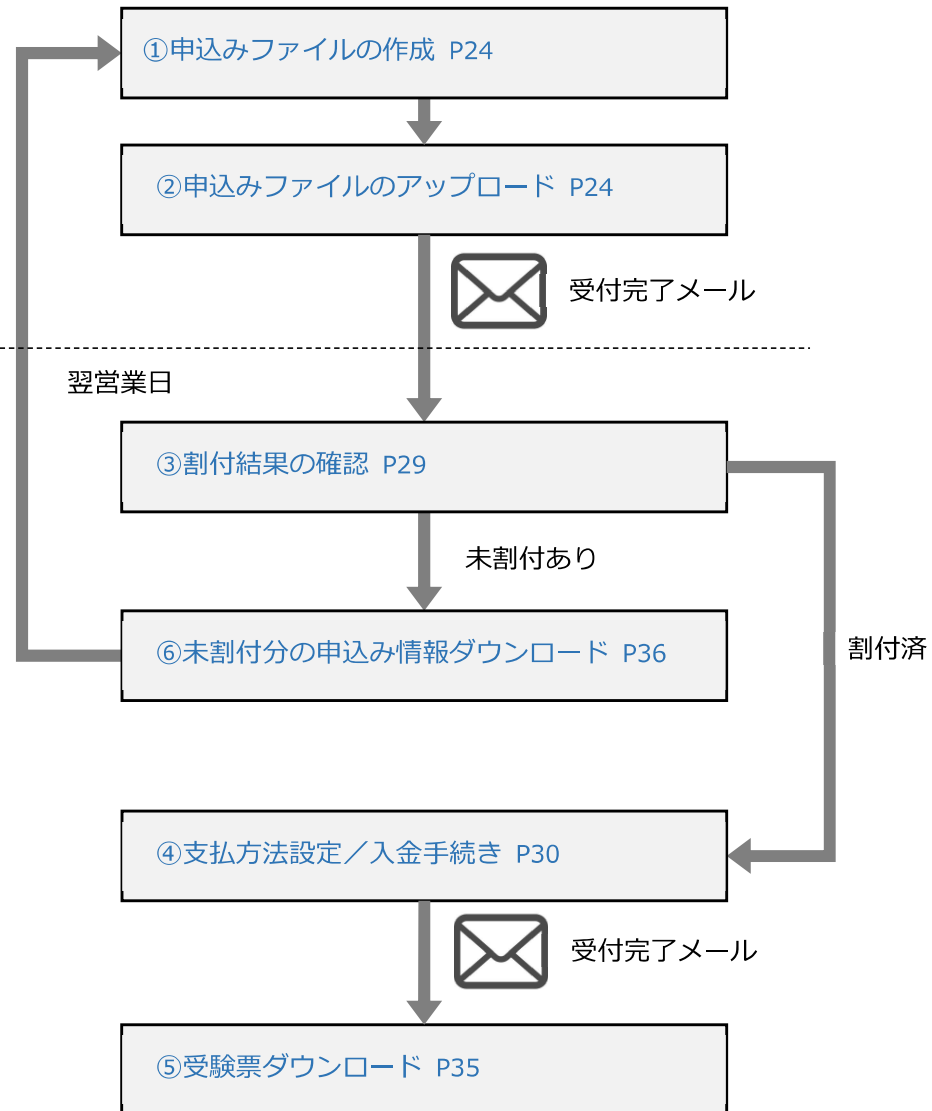 ①申込みファイルの作成 P24
②申込みファイルのアップロード P24
受付完了メール
翌営業日
③割付結果の確認 P29
未割付あり
⑥未割付分の申込み情報ダウンロード P36
割付済
④支払方法設定／入金手続き P30
受付完了メール
⑤受験票ダウンロード P35